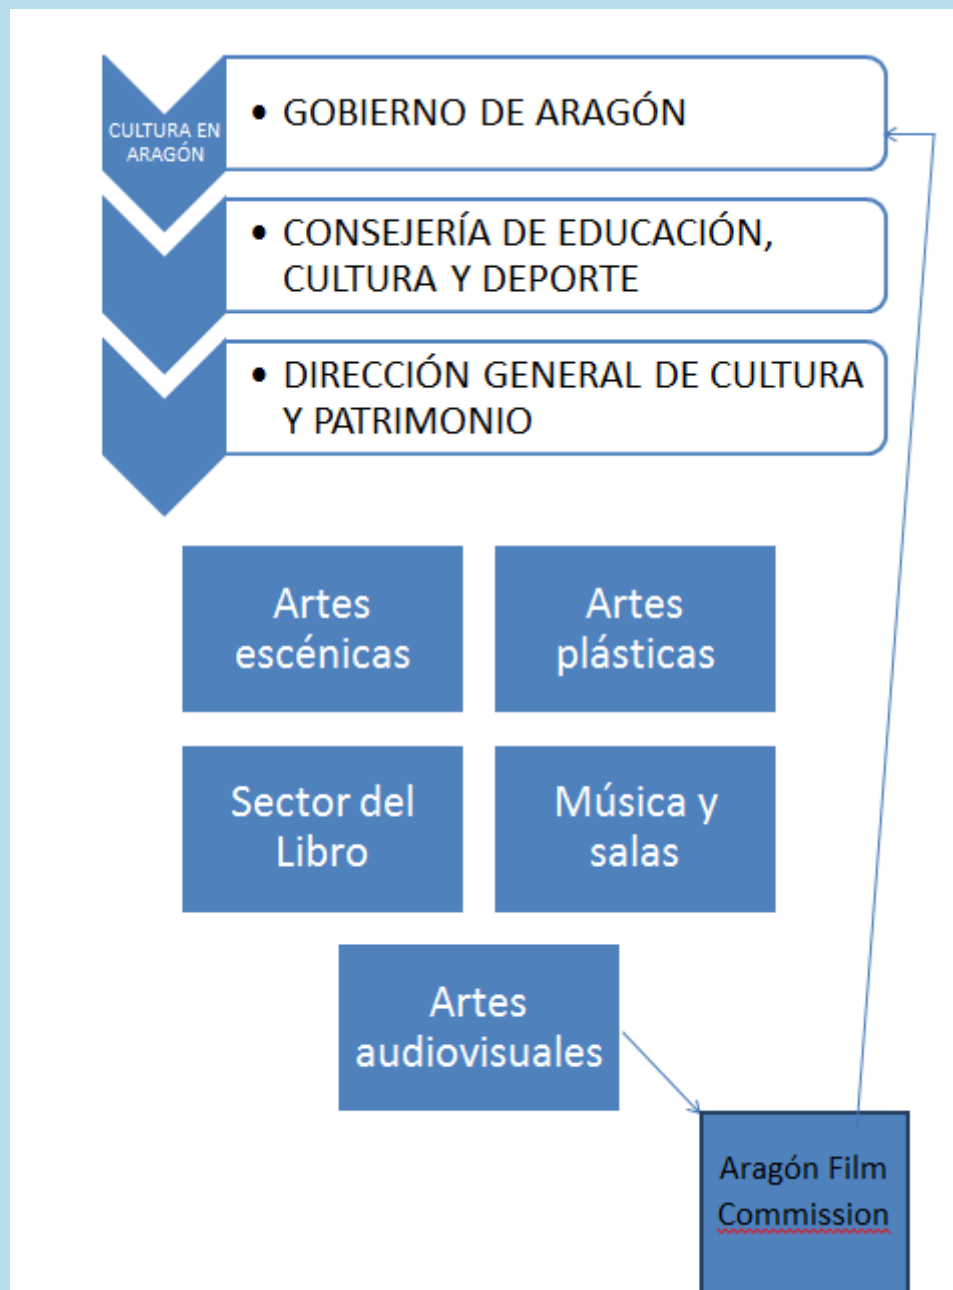 CULTURA EN
ARAGÓN
• GOBIERNO DE ARAGÓN
• CONSEJERÍA DE EDUCACIÓN,
CULTURA Y DEPORTE
• DIRECCIÓN GENERAL DE CULTURA
Y PATRIMONIO
Artes
escénicas
Artes
plásticas
Sector del
Libro
Música y
salas
Artes
audiovisuales
Aragón Film
Commission